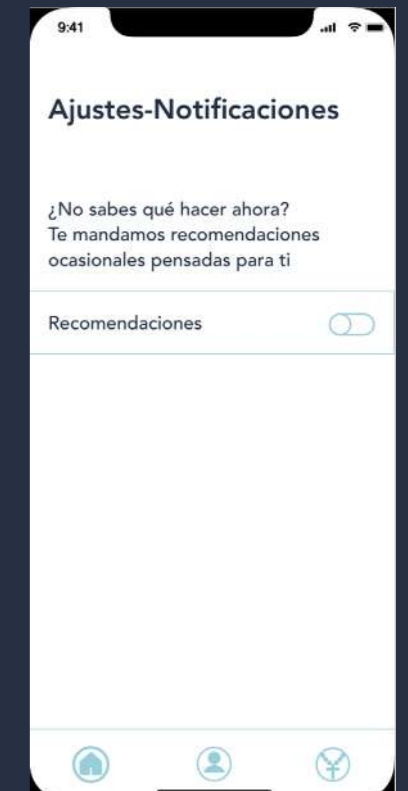 9:41
Ajustes-Notificaciones
¿No sabes qué hacer ahora?
Te mandamos recomendaciones
ocasionales pensadas para ti
Recomendaciones